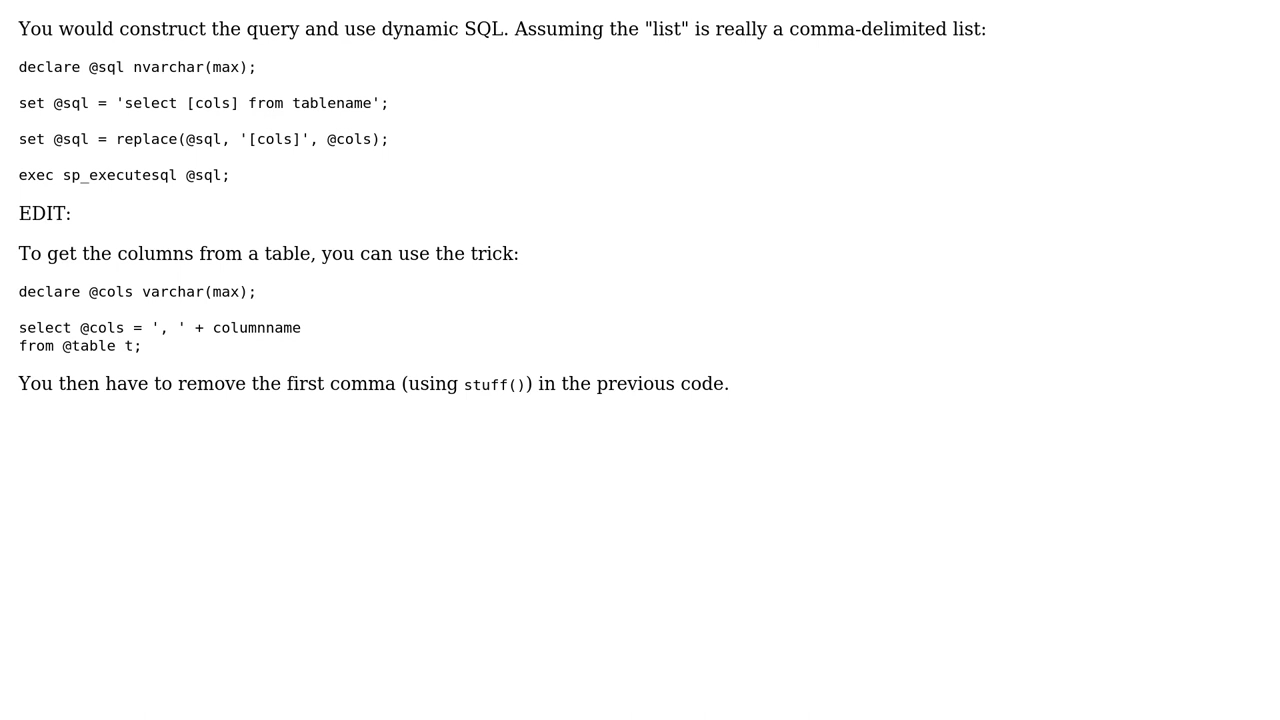 You would construct the query and use dynamic SQL. Assuming the "list" is really a comma-delimited list:
declare @sql nvarchar(max);
set @sql = 'select [cols] from tablename';
set @sql = replace(@sql, '[cols]', @cols);
exec sp_executesql @sql;
EDIT:
To get the columns from a table, you can use the trick:
declare @cols varchar(max);
select @cols = ', ' + columnname
from @table t;
You then have to remove the first comma (using stuff()) in the previous code.